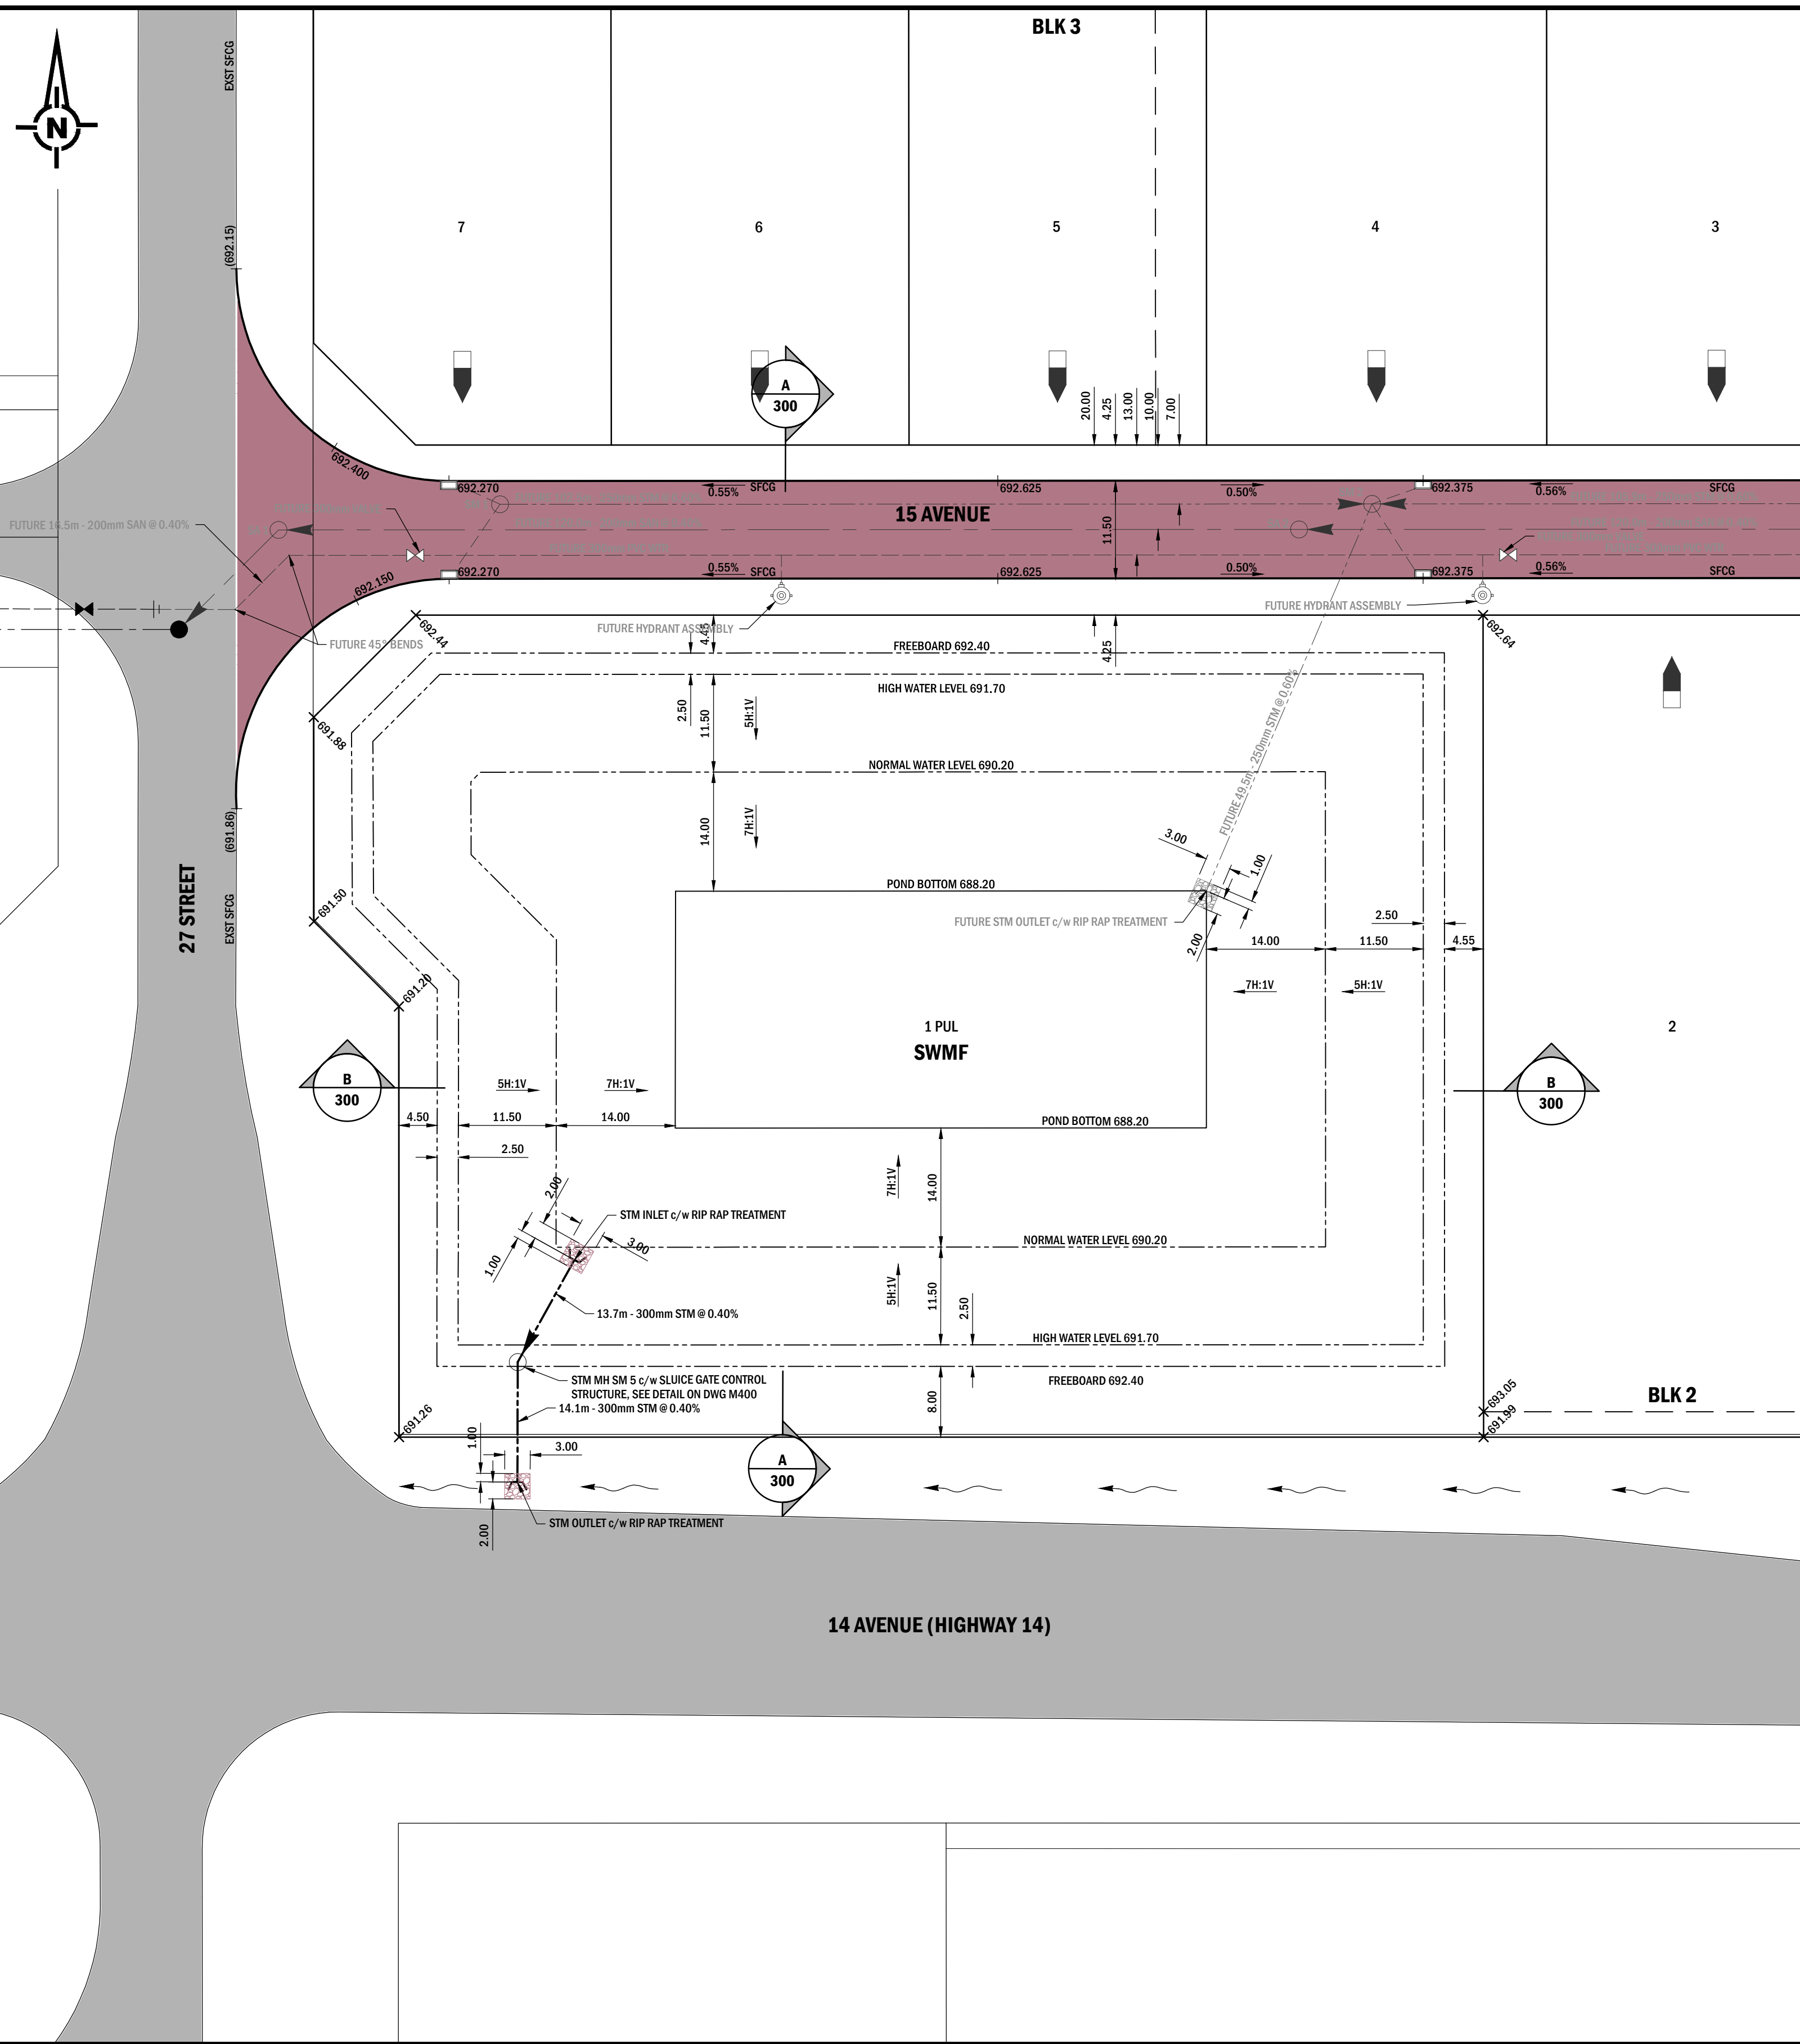 BLK 3
EXST SFCG
N
7
6
5
4
3
(692.15)
A
300
20.00
4.25
13.00
10.00
7.00
692.400
692.270
0.55%
SFCG
692.625
0.50%
692.375
0.56%
SFCG
15 AVENUE
11.50
FUTURE 16.5m - 200mm SAN @ 0.40%
692.270
0.55%
SFCG
692.625
0.50%
692.375
0.56%
SFCG
692.150
FUTURE HYDRANT ASSEMBLY
FUTURE HYDRANT ASSEMBLY
FUTURE 45° BENDS
692.44
4.45
4.25
692.64
FREEBOARD 692.40
HIGH WATER LEVEL 691.70
2.50
11.50
5H:1V
691.88
FUTURE 49.5m - 250mm STM @ 0.60%
NORMAL WATER LEVEL 690.20
14.00
7H:1V
(691.86)
3.00
1.00
POND BOTTOM 688.20
691.50
27 STREET
EXST SFCG
FUTURE STM OUTLET c/w RIP RAP TREATMENT
2.00
2.50
14.00
11.50
4.55
7H:1V
5H:1V
691.20
1 PUL
SWMF
2
B
300
5H:1V
7H:1V
B
300
4.50
11.50
14.00
POND BOTTOM 688.20
2.50
7H:1V
14.00
2.00
STM INLET c/w RIP RAP TREATMENT
3.00
1.00
NORMAL WATER LEVEL 690.20
5H:1V
11.50
2.50
13.7m - 300mm STM @ 0.40%
HIGH WATER LEVEL 691.70
STM MH SM 5 c/w SLUICE GATE CONTROL
STRUCTURE, SEE DETAIL ON DWG M400
FREEBOARD 692.40
14.1m - 300mm STM @ 0.40%
8.00
693.05
BLK 2
691.99
691.26
1.00
3.00
A
300
2.00
STM OUTLET c/w RIP RAP TREATMENT
14 AVENUE (HIGHWAY 14)